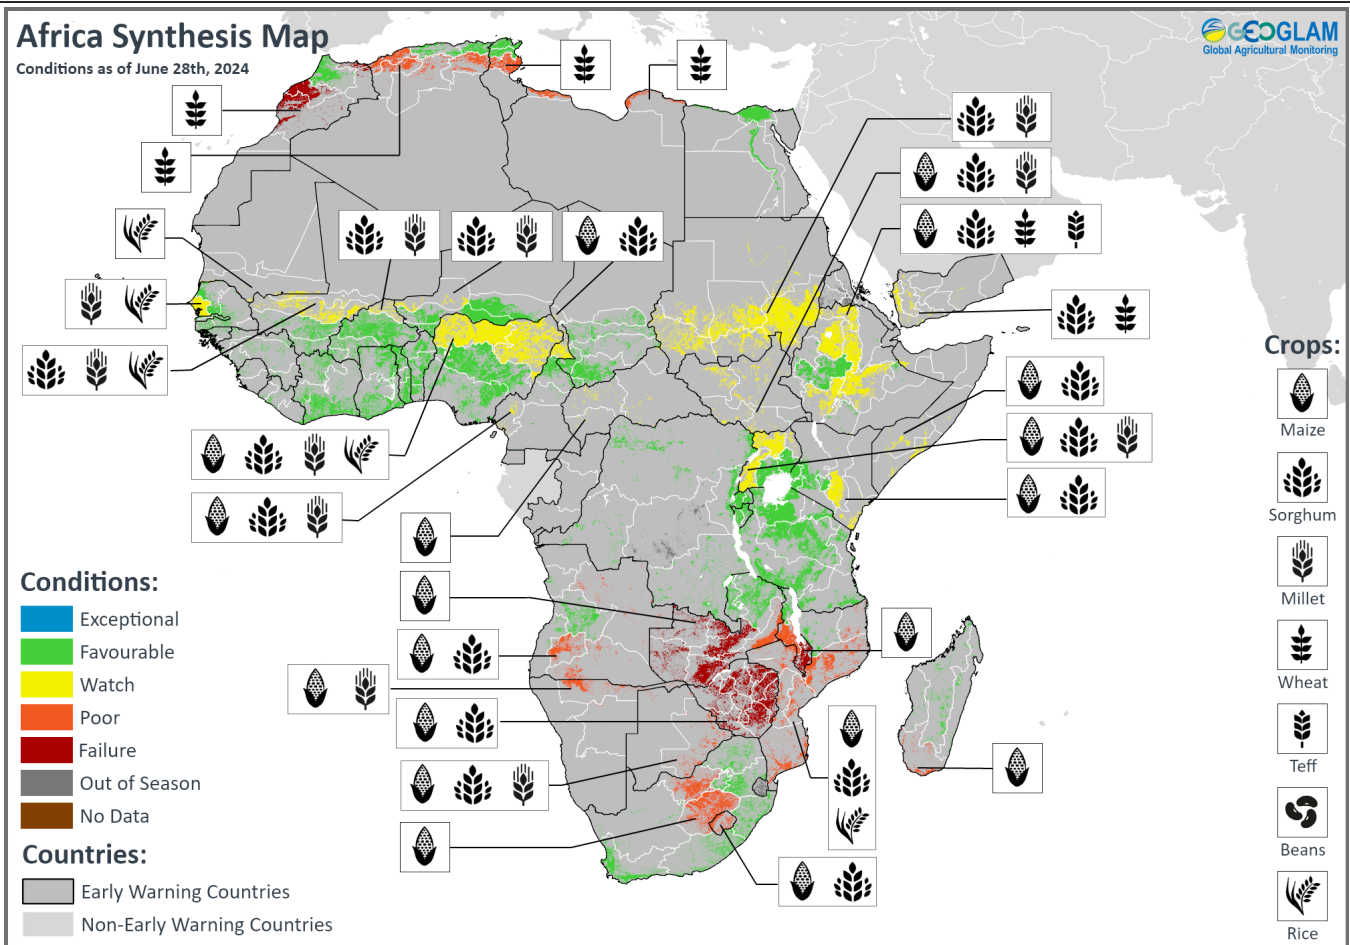 Africa Synthesis Map
Conditions as of June 28th, 2024
GEOGLAM
Global Agricultural Monitoring
Crops:
Maize
Sorghum
Millet
Wheat
Teff
Beans
Rice
Conditions:
Exceptional
Favourable
Watch
Poor
Failure
Out of Season
No Data
Countries:
Early Warning Countries
Non-Early Warning Countries